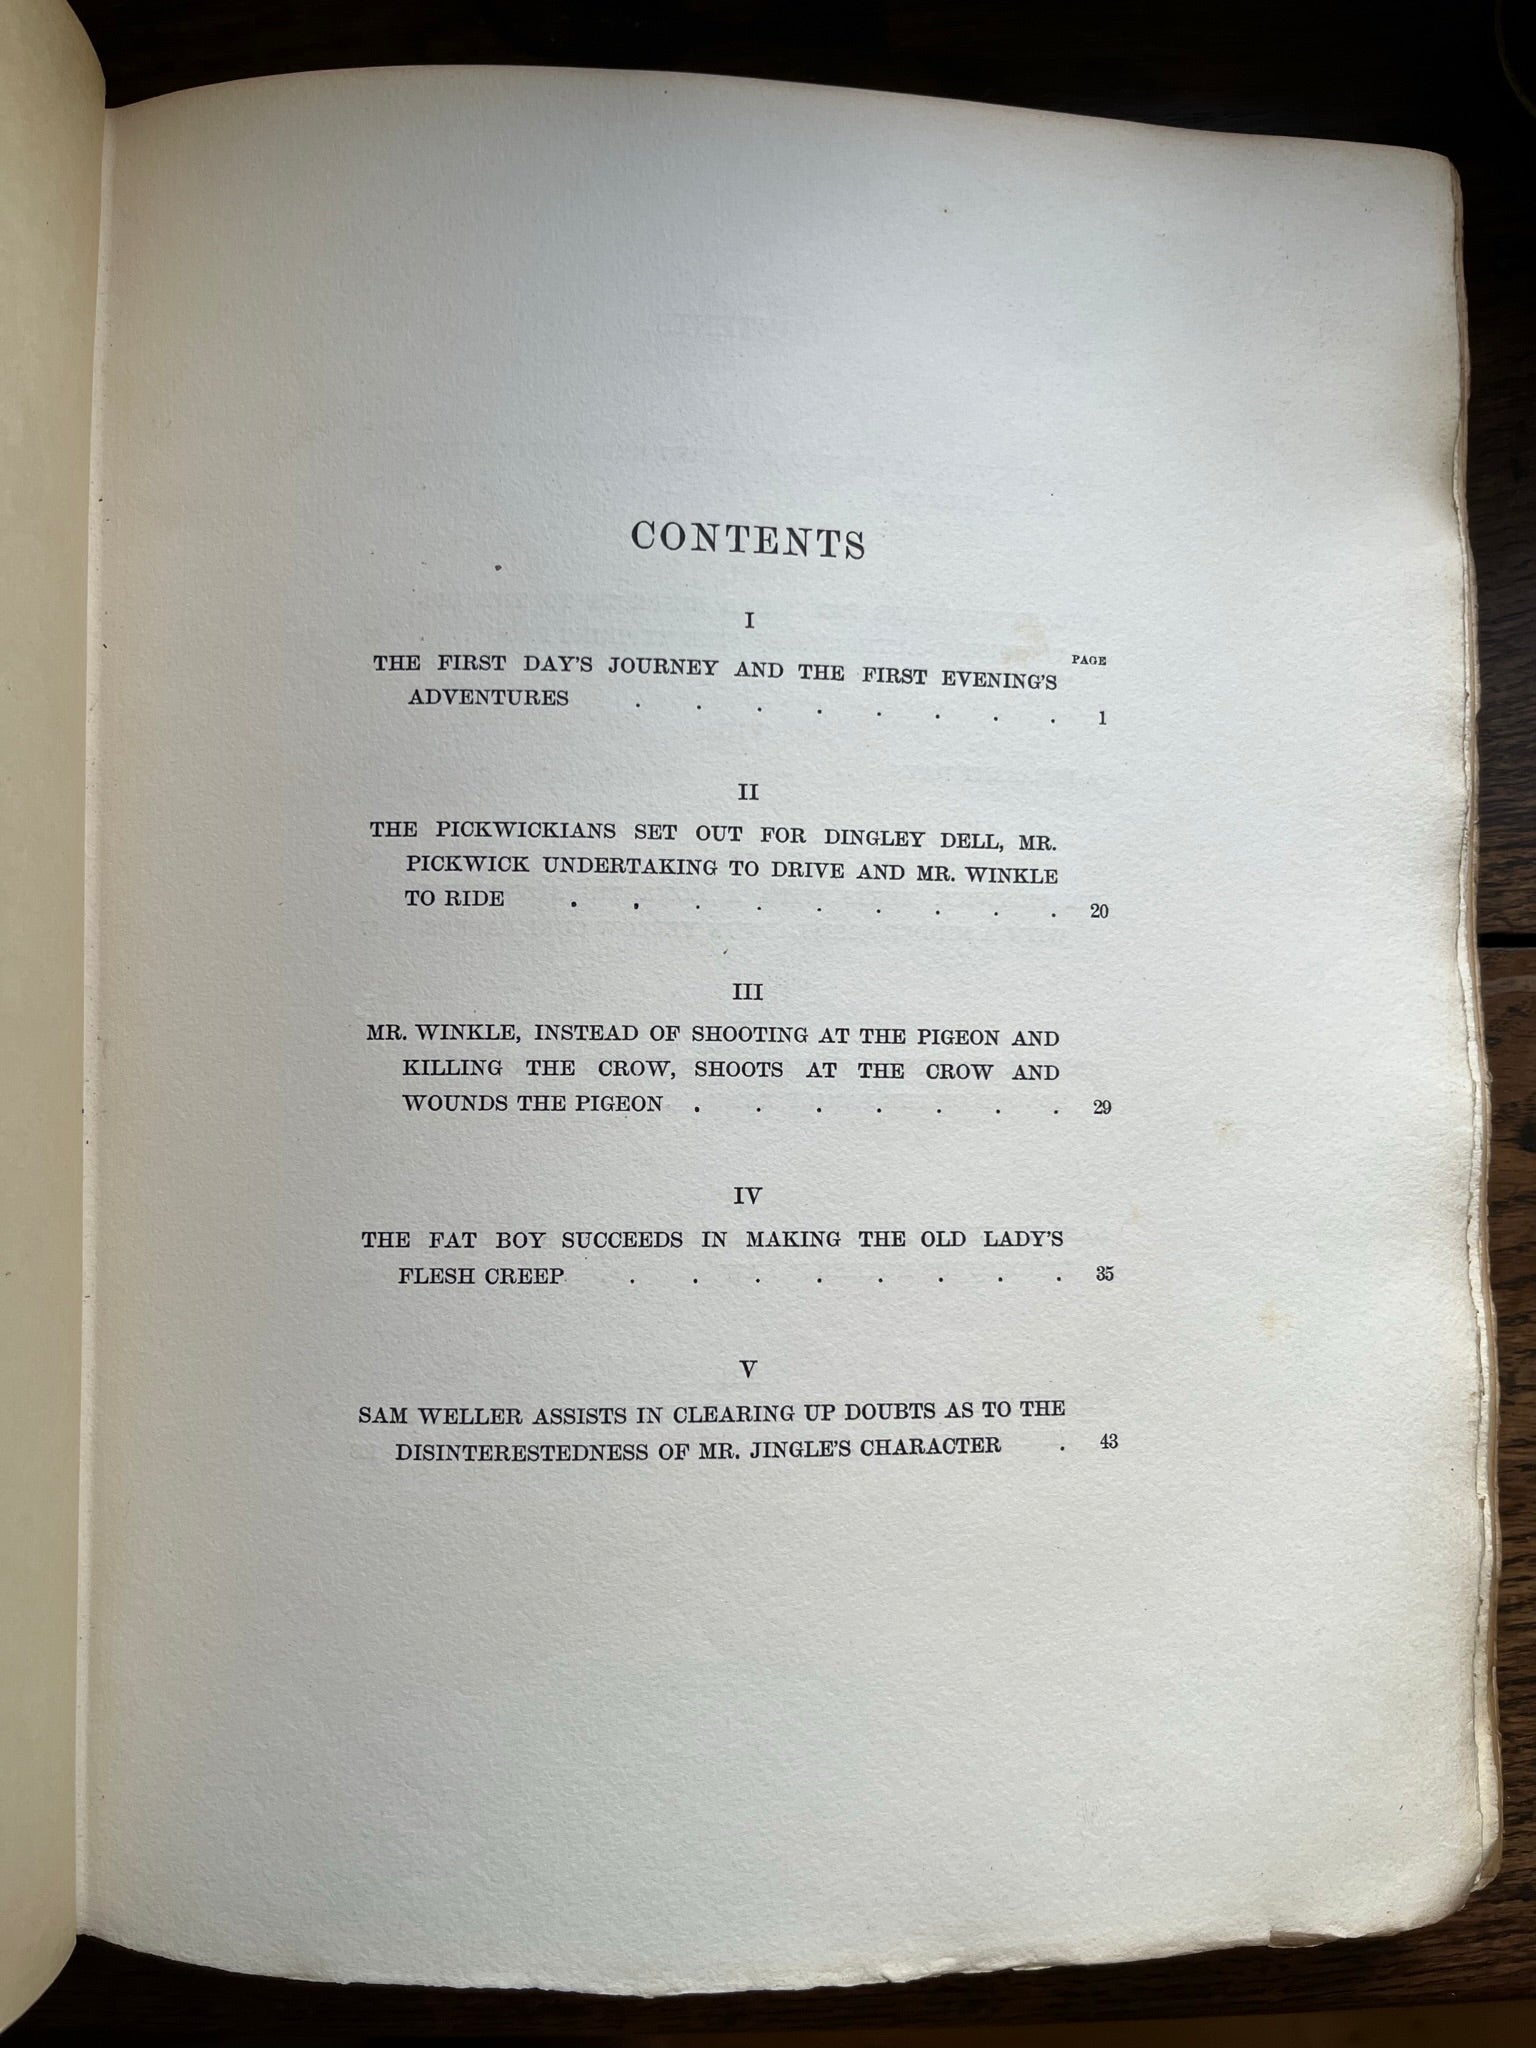 CONTENTS
I
PAGE
THE FIRST DAY'S JOURNEY AND THE FIRST EVENING'S
ADVENTURES . . . . . . . . 1
II
THE PICKWICKIANS SET OUT FOR DINGLEY DELL, MR.
PICKWICK UNDERTAKING TO DRIVE AND MR. WINKLE
TO RIDE . . . . . . . . . 20
III
MR. WINKLE, INSTEAD OF SHOOTING AT THE PIGEON AND
KILLING THE CROW, SHOOTS AT THE CROW AND
WOUNDS THE PIGEON . . . . . . . 29
IV
THE FAT BOY SUCCEEDS IN MAKING THE OLD LADY'S
FLESH CREEP . . . . . . . . 35
V
SAM WELLER ASSISTS IN CLEARING UP DOUBTS AS TO THE
DISINTERESTEDNESS OF MR. JINGLE'S CHARACTER . 43